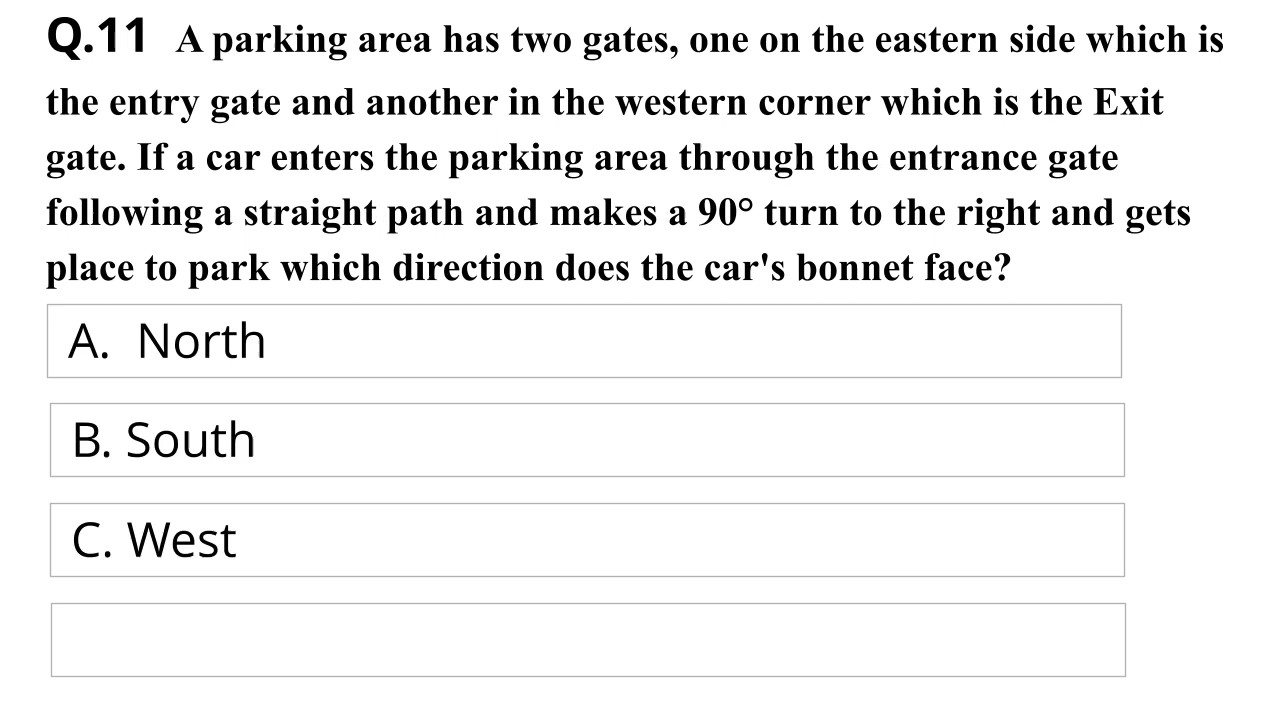 Q.11 A parking area has two gates, one on the eastern side which is
the entry gate and another in the western corner which is the Exit
gate. If a car enters the parking area through the entrance gate
following a straight path and makes a 90° turn to the right and gets
place to park which direction does the car's bonnet face?
A. North
B. South
C. West